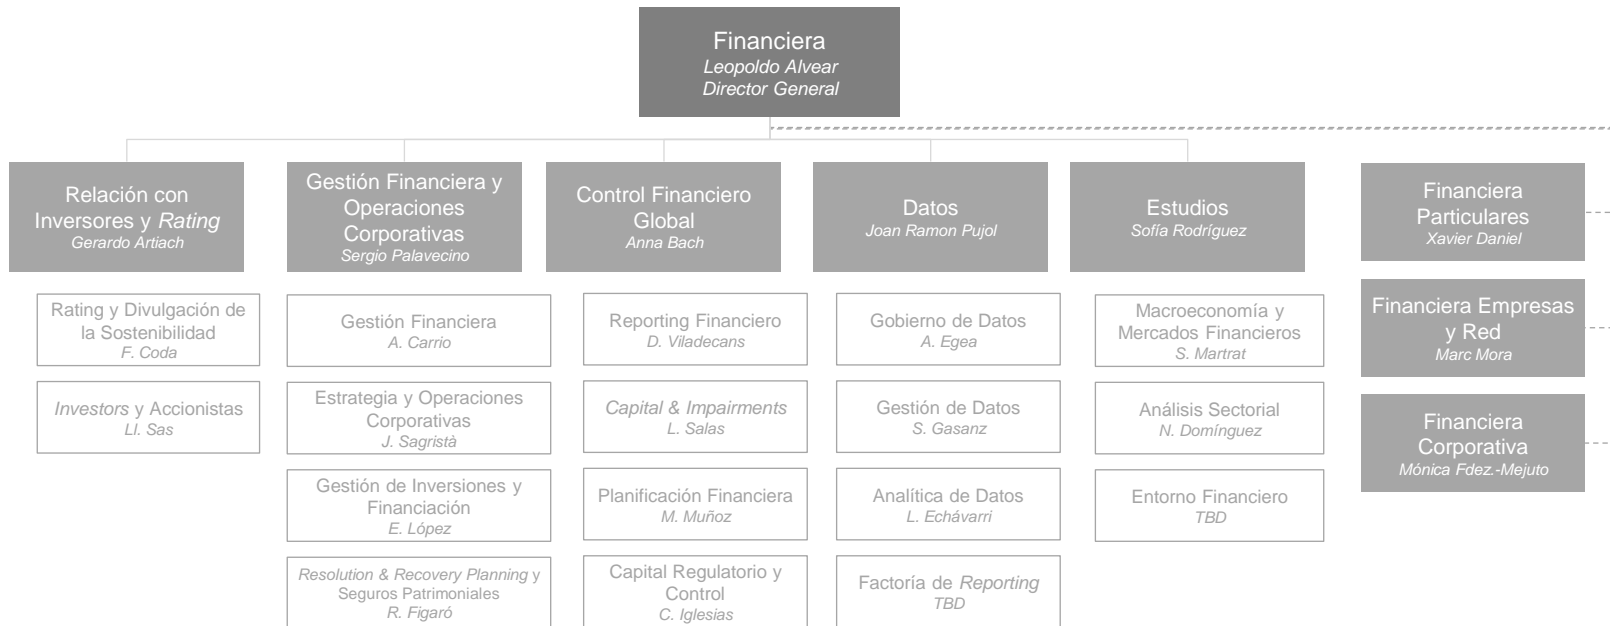 Financiera
Leopoldo Alvear
Director General
Relación con
Inversores y Rating
Gerardo Artiach
Gestión Financiera y
Operaciones
Corporativas
Sergio Palavecino
Control Financiero
Global
Anna Bach
Datos
Joan Ramon Pujol
Estudios
Sofía Rodríguez
Financiera
Particulares
Xavier Daniel
Rating y Divulgación de
la Sostenibilidad
F. Coda
Investors y Accionistas
Ll. Sas
Gestión Financiera
A. Carrio
Estrategia y Operaciones
Corporativas
J. Sagristà
Gestión de Inversiones y
Financiación
E. López
Resolution & Recovery Planning y
Seguros Patrimoniales
R. Figaró
Reporting Financiero
D. Viladecans
Capital & Impairments
L. Salas
Planificación Financiera
M. Muñoz
Capital Regulatorio y
Control
C. Iglesias
Gobierno de Datos
A. Egea
Gestión de Datos
S. Gasanz
Analítica de Datos
L. Echávarri
Factoría de Reporting
TBD
Macroeconomía y
Mercados Financieros
S. Martrat
Análisis Sectorial
N. Domínguez
Entorno Financiero
TBD
Financiera Empresas
y Red
Marc Mora
Financiera
Corporativa
Mónica Fdez.-Mejuto